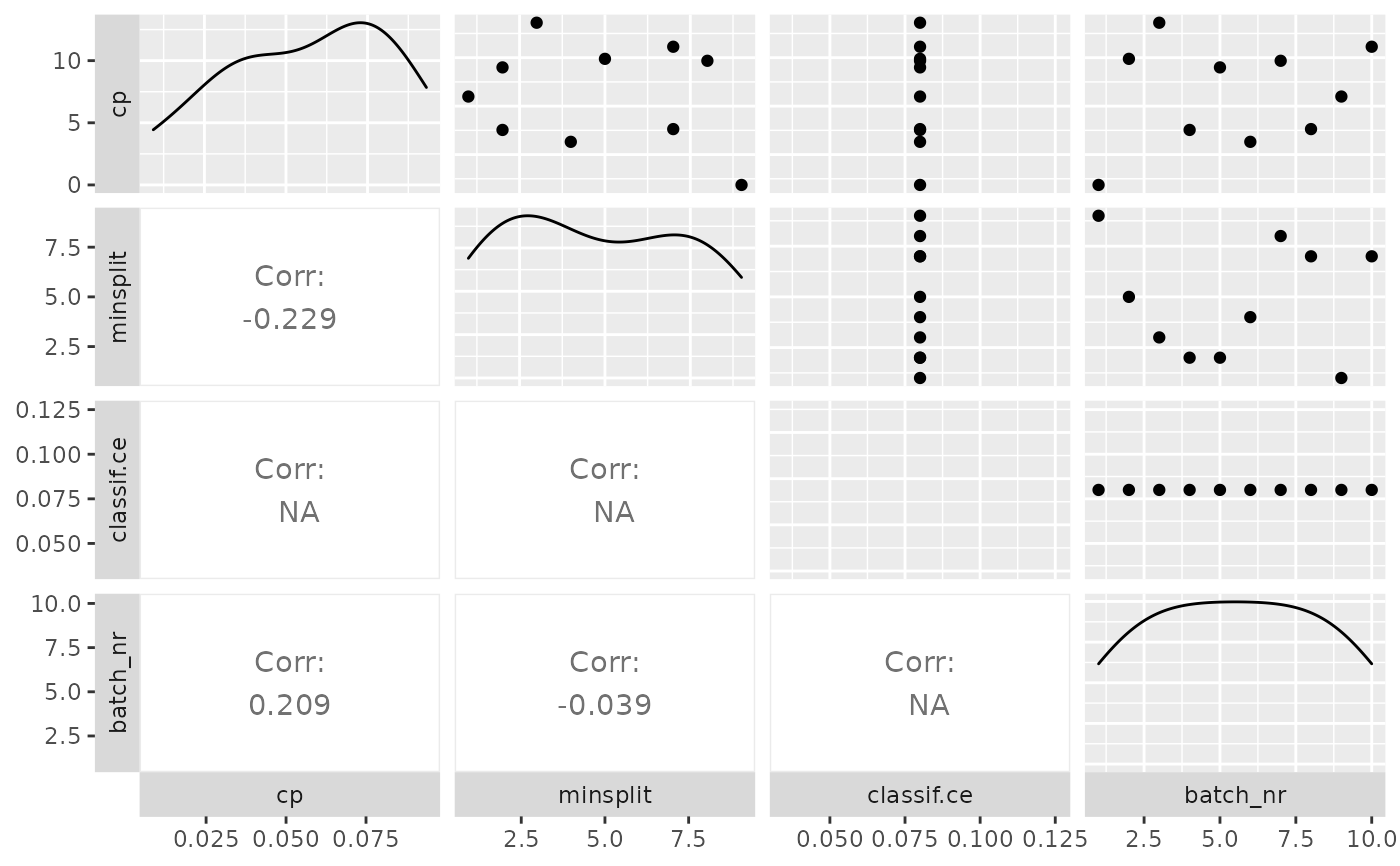 10
5
0
cp
7.5
5.0
2.5
minsplit
Corr:
-0.229
0.125
0.100
0.075
0.050
classif.ce
Corr:
NA
Corr:
NA
10.0
7.5
5.0
2.5
batch_nr
Corr:
0.209
Corr:
-0.039
Corr:
NA
cp minsplit classif.ce batch_nr
0.025 0.050 0.075 2.5 5.0 7.5 0.050 0.075 0.100 0.125 2.5 5.0 7.5 10.0